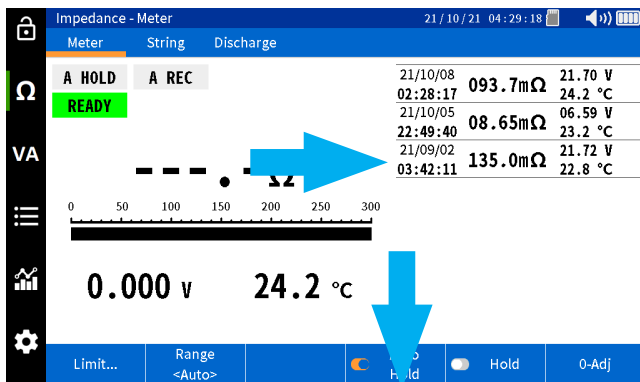 Impedance - Meter 21/10/21 04:29:18
Meter String Discharge
Ω
VA
A HOLD A REC
READY
21/10/08
02:28:17 093.7mΩ 21.70 V
24.2 °C
21/10/05
22:49:40 08.65mΩ 06.59 V
23.2 °C
21/09/02
03:42:11 135.0mΩ 21.72 V
22.8 °C
---.-
0 50 100 150 200 250 300
0.000 V 24.2 °C
Limit... Range
<Auto> Hold 0-Adj